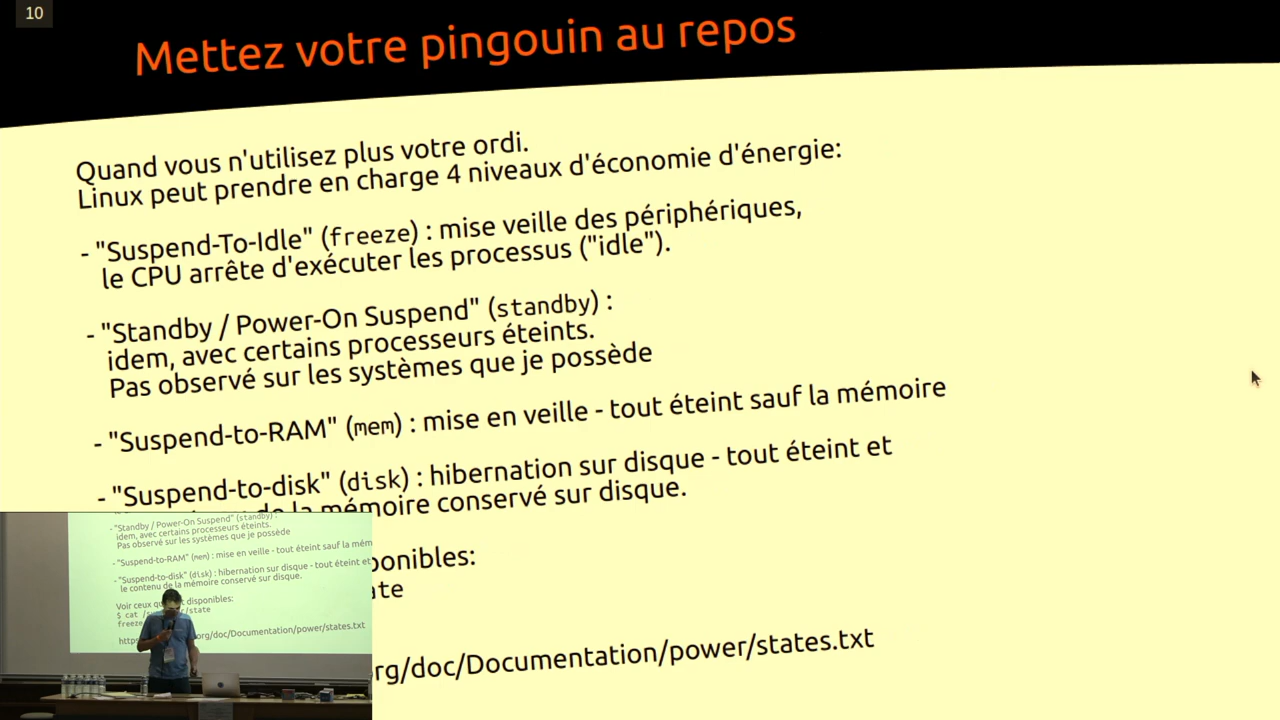 10
Mettez votre pingouin au repos
Quand vous n'utilisez plus votre ordi.
Linux peut prendre en charge 4 niveaux d'économie d'énergie:
- "Suspend-To-Idle" (freeze) : mise veille des périphériques,
le CPU arrête d'exécuter les processus ("idle").
- "Standby / Power-On Suspend" (standby) :
idem, avec certains processeurs éteints.
Pas observé sur les systèmes que je possède
- "Suspend-to-RAM" (mem) : mise en veille - tout éteint sauf la mémoire
- "Suspend-to-disk" (disk) : hibernation sur disque - tout éteint et
de la mémoire conservé sur disque.
ponibles:
ate
rg/doc/Documentation/power/states.txt
- "Standby / Power-On Suspend" (standby) :
idem, avec certains processeurs éteints.
Pas observé sur les systèmes que je possède
- "Suspend-to-RAM" (mem) : mise en veille - tout éteint sauf la mém
- "Suspend-to-disk" (disk) : hibernation sur disque - tout éteint et
le contenu de la mémoire conservé sur disque.
Voir ceux qu disponibles:
$ cat /sy /state
freeze
https org/doc/Documentation/power/states.txt